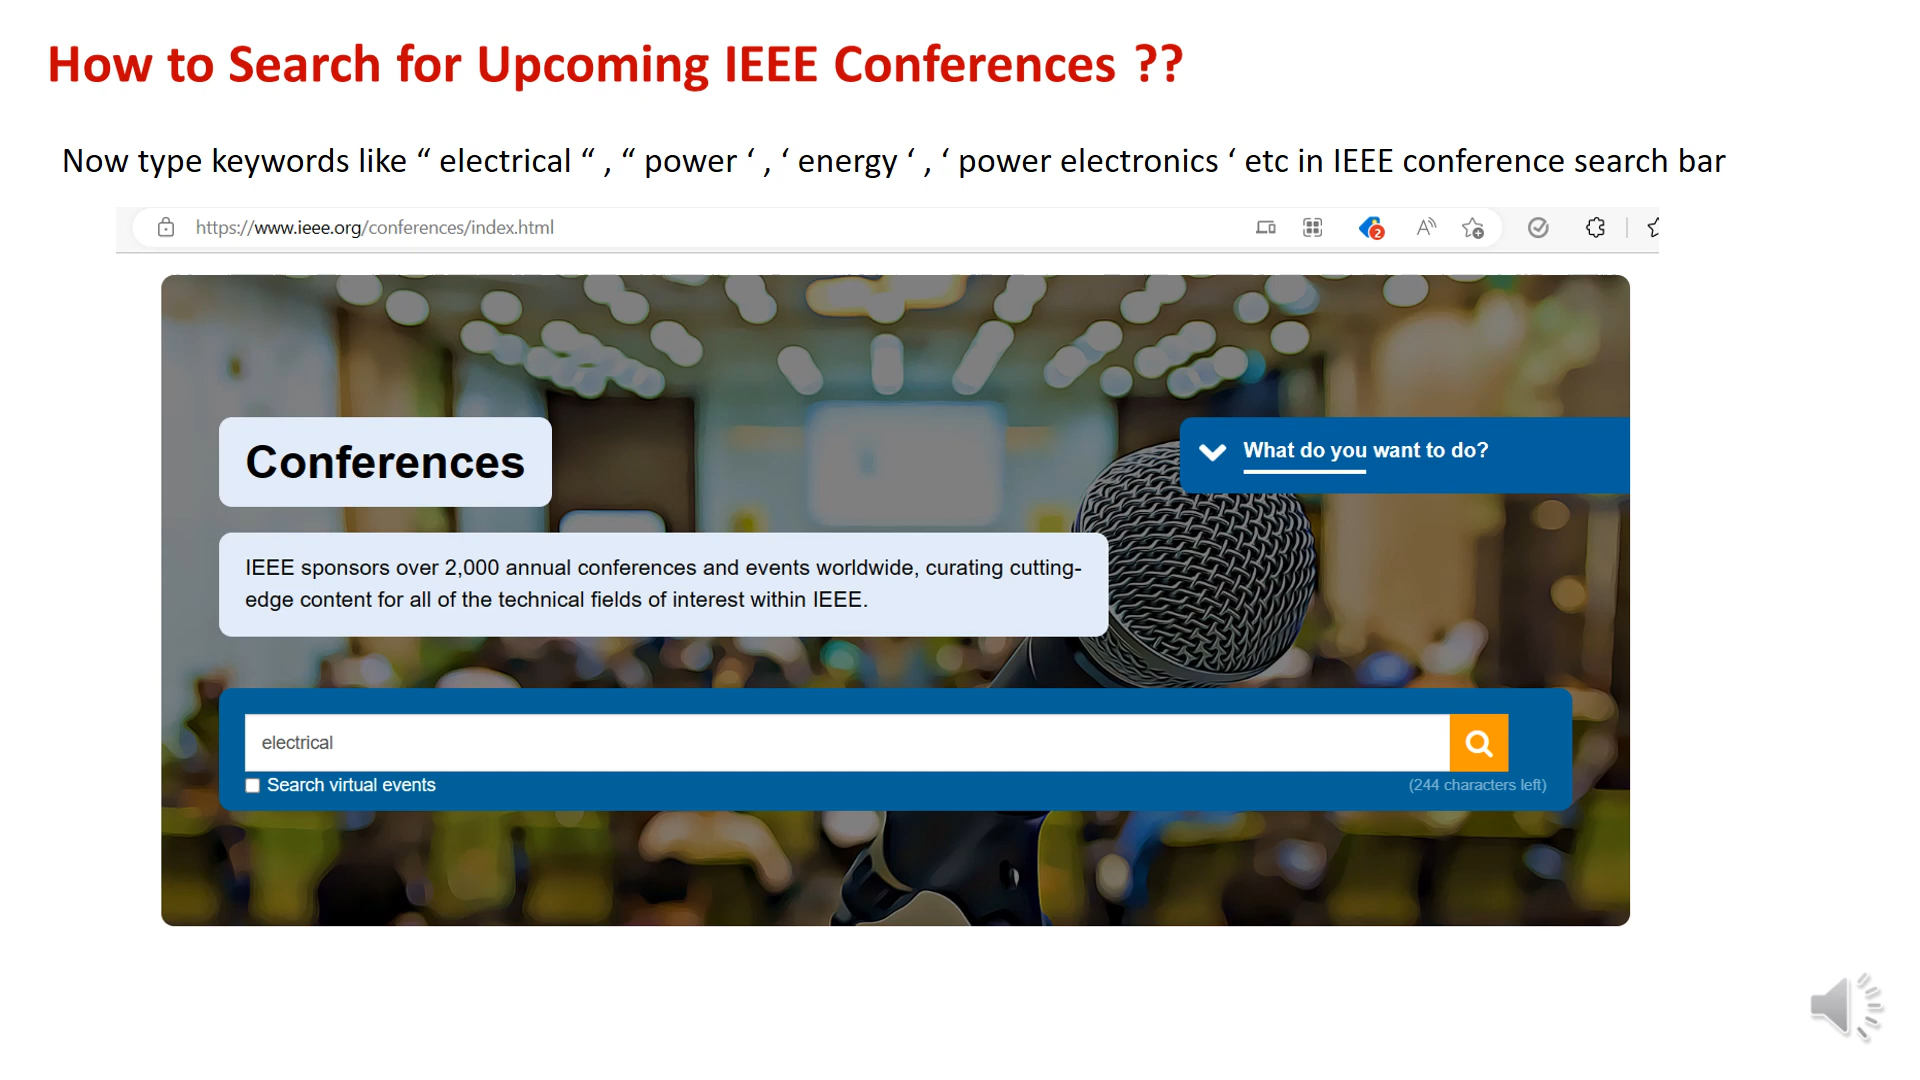 How to Search for Upcoming IEEE Conferences ??
Now type keywords like “ electrical “ , “ power ‘ , ‘ energy ‘ , ‘ power electronics ‘ etc in IEEE conference search bar
https://www.ieee.org/conferences/index.html
2
A
Conferences
What do you want to do?
IEEE sponsors over 2,000 annual conferences and events worldwide, curating cutting-
edge content for all of the technical fields of interest within IEEE.
electrical
Search virtual events
(244 characters left)